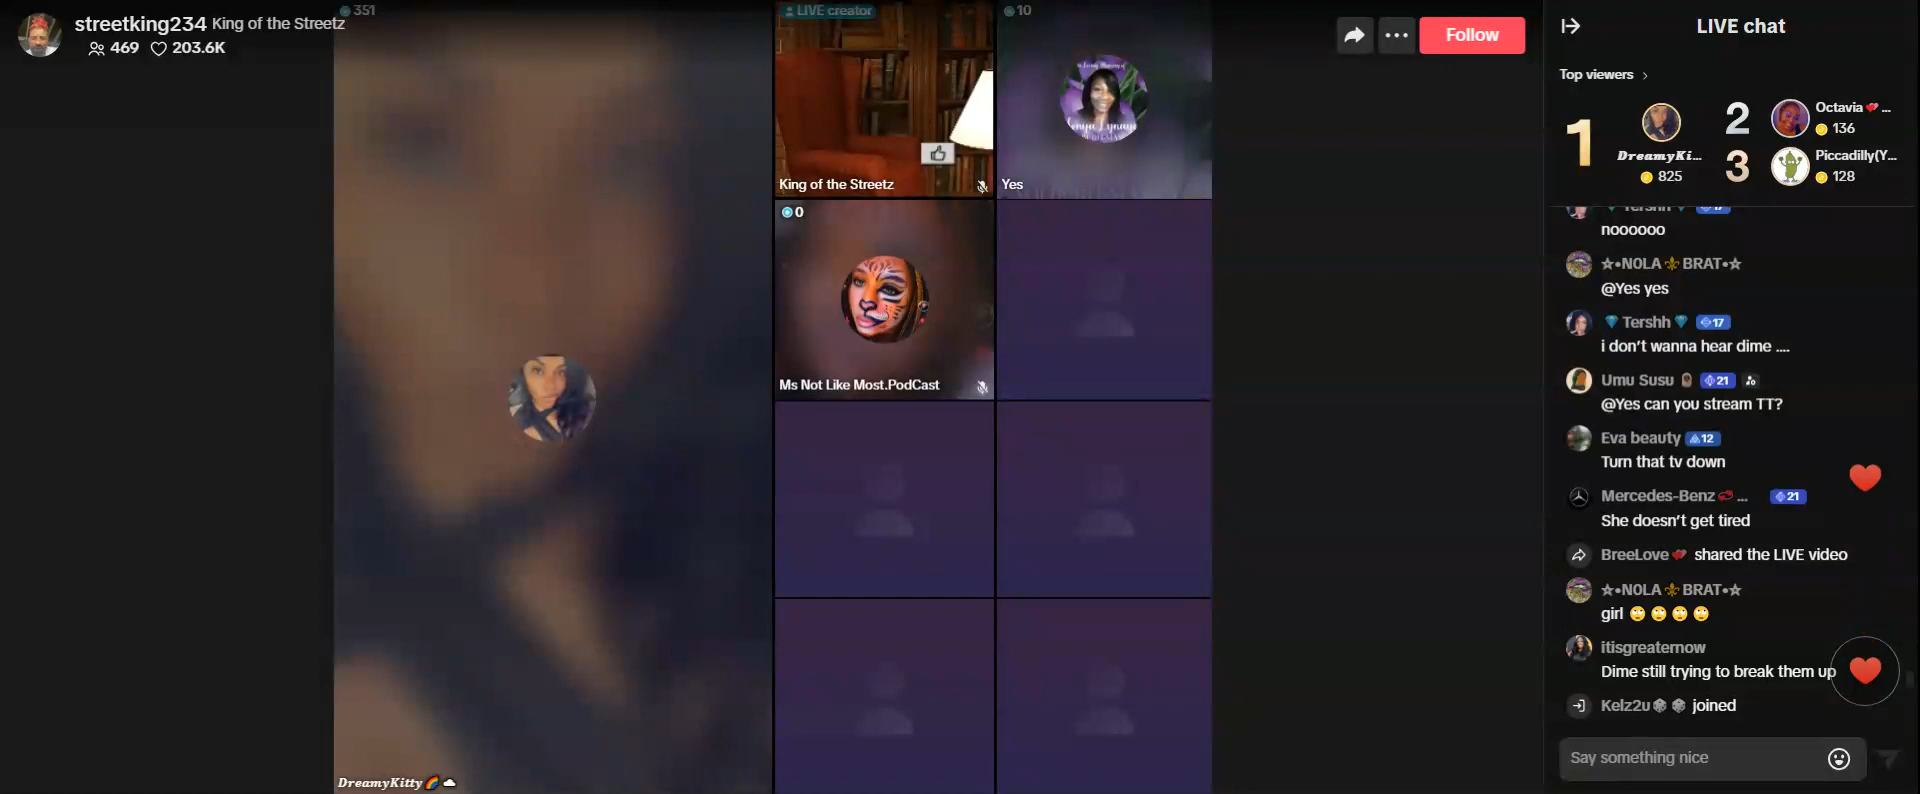 streetking234 King of the Streetz
469 203.6K
351
LIVE creator
King of the Streetz
10
Yes
0
Ms Not Like Most.PodCast
DreamyKitty🌈☁️
Follow
LIVE chat
Top viewers >
1
DreamyKi...
825
2
Octavia❤️...
136
3
Piccadilly(Y...
128
Tershh 17
noooooo
☆•NOLA⚜️BRAT•☆
@Yes yes
💎Tershh💎 17
i don't wanna hear dime ....
Umu Susu 21
@Yes can you stream TT?
Eva beauty 12
Turn that tv down
Mercedes-Benz ... 21
She doesn't get tired
BreeLove shared the LIVE video
☆•NOLA⚜️BRAT•☆
girl 🙄🙄🙄🙄
itisgreaternow
Dime still trying to break them up
Kelz2u🎲🎲 joined
Say something nice